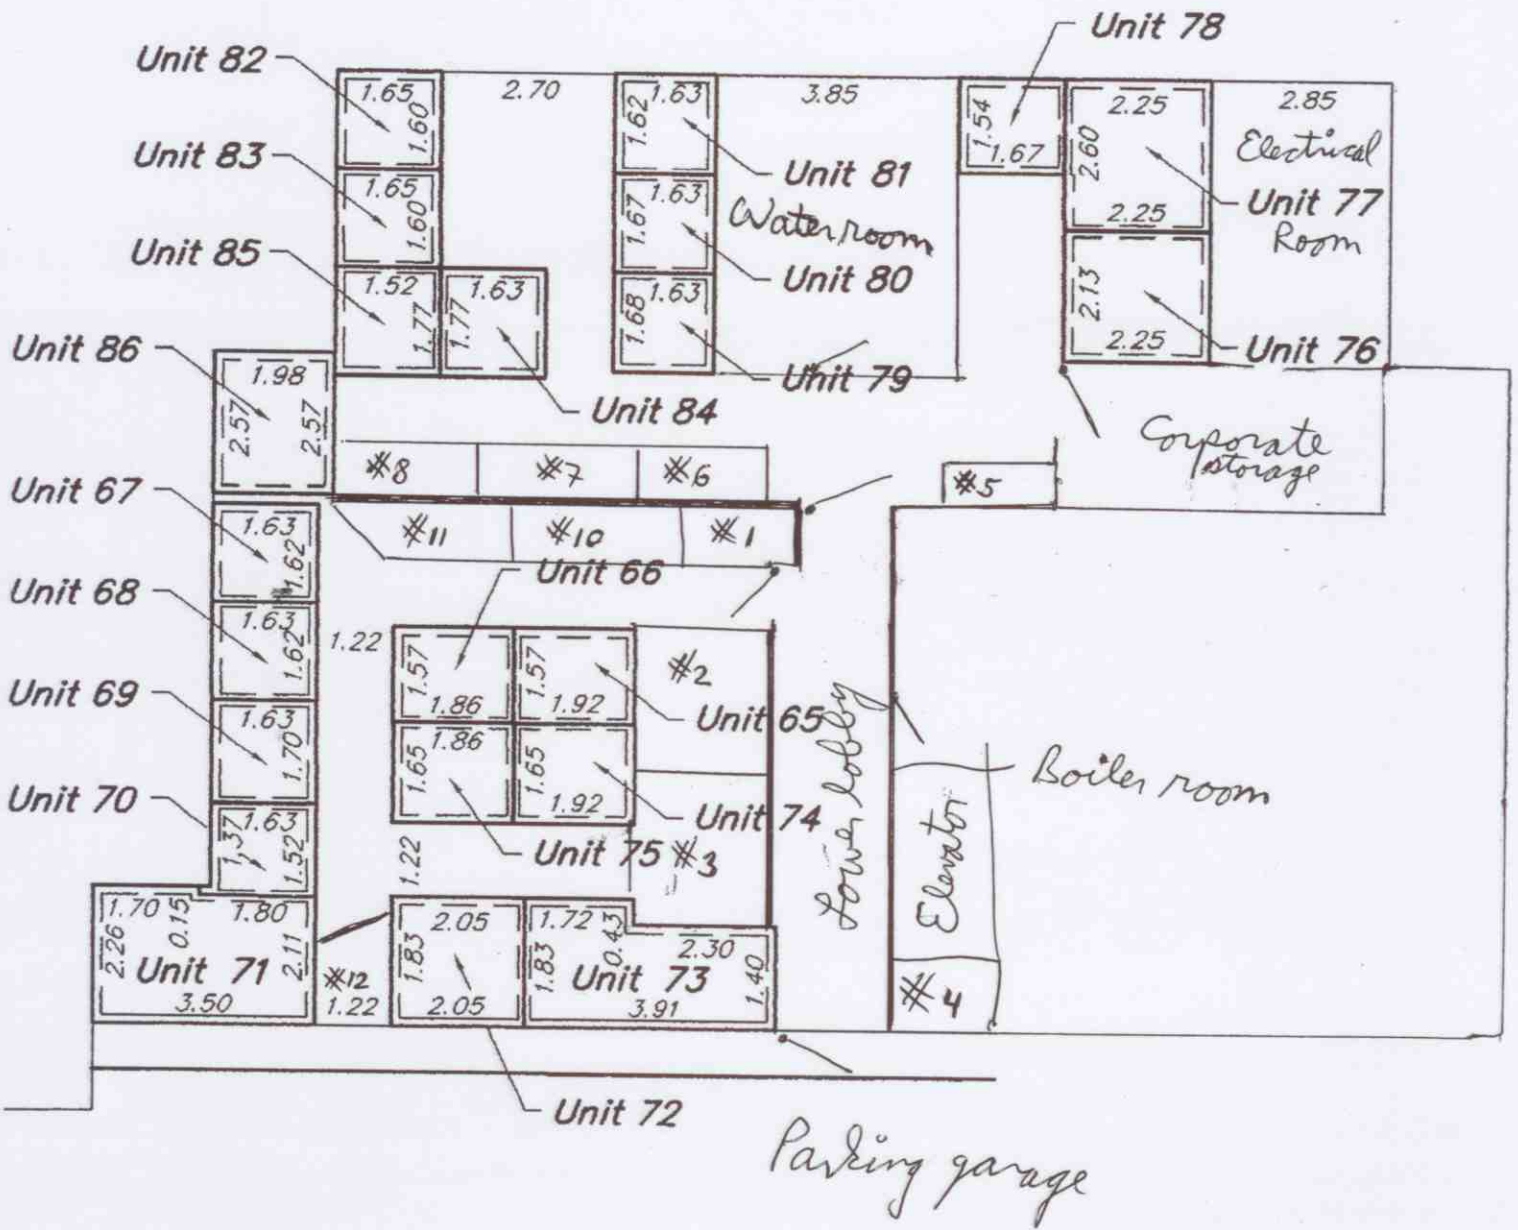 Unit 78
Unit 82
1.65
1.60
2.70
1.63
1.62
3.85
1.54
1.67
2.25
2.60
2.25
2.85
Electrical
Room
Unit 83
1.65
1.60
Unit 81
Unit 77
1.63
1.67
Water room
Unit 85
1.52
1.77
1.63
1.77
Unit 80
1.63
1.68
2.13
2.25
Unit 76
Unit 86
1.98
2.57
2.57
Unit 79
Unit 84
Corporate
storage
#8
#7
#6
#5
Unit 67
1.63
1.62
#11
#10
#1
Unit 66
Unit 68
1.63
1.62
1.22
1.57
1.86
1.57
1.92
#2
Unit 69
1.63
1.70
Unit 65
1.86
1.65
1.65
1.92
Lower lobby
Boiler room
Unit 70
1.63
1.37
1.52
Unit 74
Unit 75
#3
Elevator
1.22
1.70
0.15
1.80
2.26
2.11
Unit 71
3.50
#12
1.22
2.05
1.83
2.05
1.72
0.43
2.30
1.83
Unit 73
1.40
3.91
#4
Unit 72
Parking garage